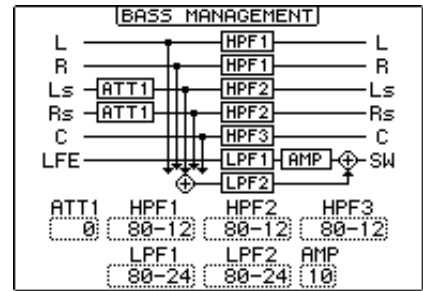 BASS MANAGEMENT
L HPF1 L
R HPF1 R
Ls ATT1 HPF2 Ls
Rs ATT1 HPF2 Rs
C HPF3 C
LFE LPF1 AMP SW
LPF2
ATT1 HPF1 HPF2 HPF3
0 80-12 80-12 80-12
LPF1 LPF2 AMP
80-24 80-24 10